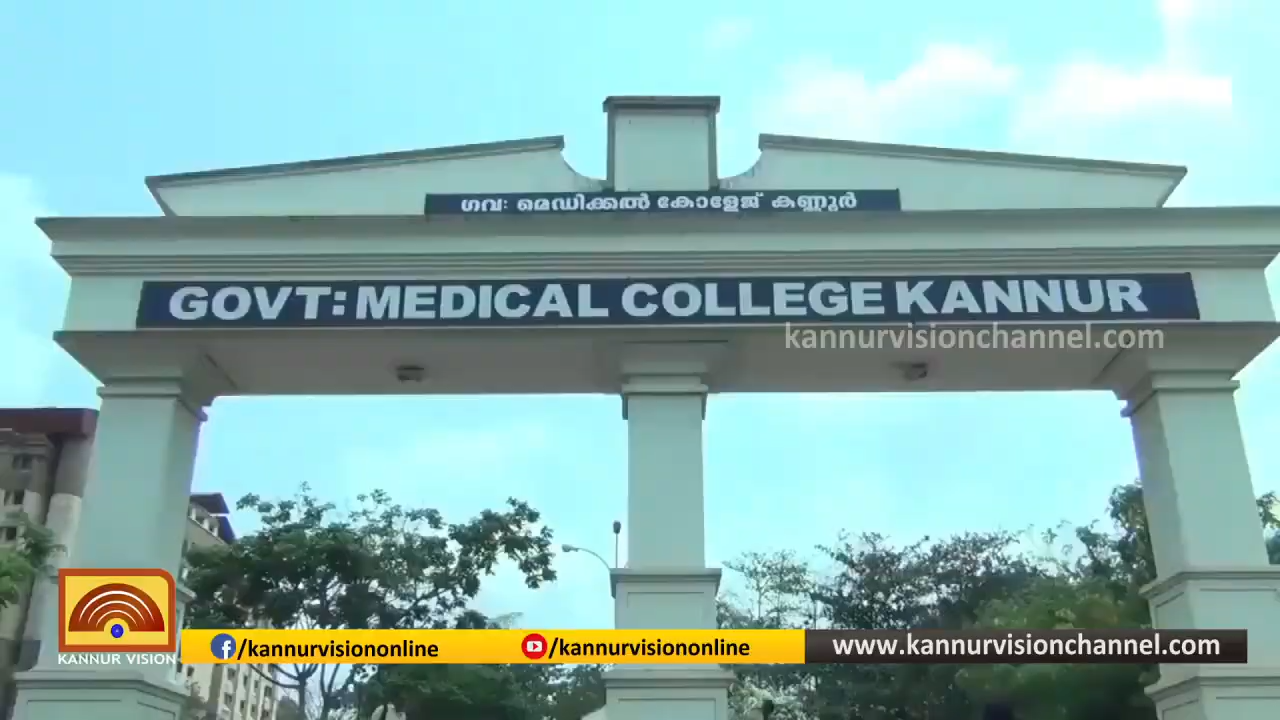 ഗവ: മെഡിക്കൽ കോളേജ് കണ്ണൂർ
GOVT: MEDICAL COLLEGE KANNUR
kannurvisionchannel.com
KANNUR VISION
/kannurvisiononline
/kannurvisiononline
www.kannurvisionchannel.com